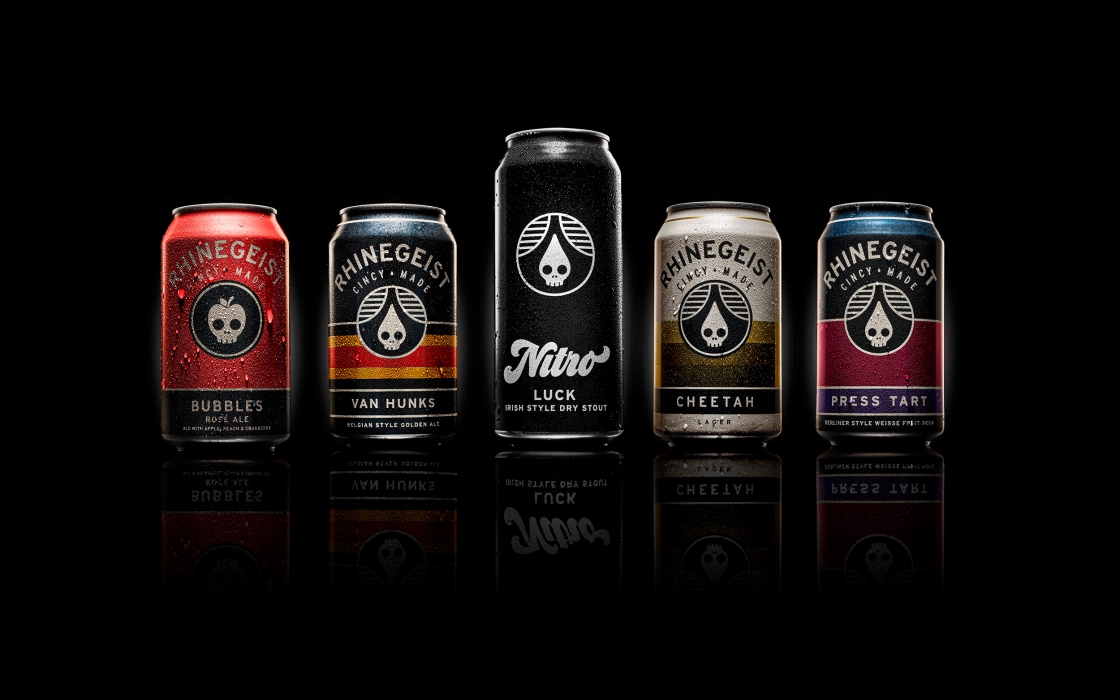 RHINEGEIST
CINCY • MADE
BUBBLES
ROSÉ ALE
ALE WITH APPLE, PEACH & CRANBERRY
RHINEGEIST
CINCY • MADE
VAN HUNKS
BELGIAN STYLE GOLDEN ALE
Nitro
LUCK
IRISH STYLE DRY STOUT
RHINEGEIST
CINCY • MADE
CHEETAH
LAGER
RHINEGEIST
CINCY • MADE
PRESS TART
BERLINER STYLE WEISSE FRUIT BEER